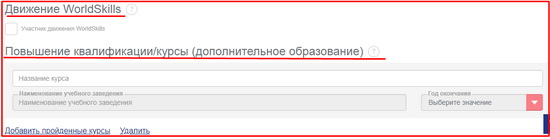 Движение WorldSkills ?
Участник движения WorldSkills
Повышение квалификации/курсы (дополнительное образование) ?
Название курса
Наименование учебного заведения
Год окончания
Наименование учебного заведения
Выберите значение
Добавить пройденные курсы Удалить